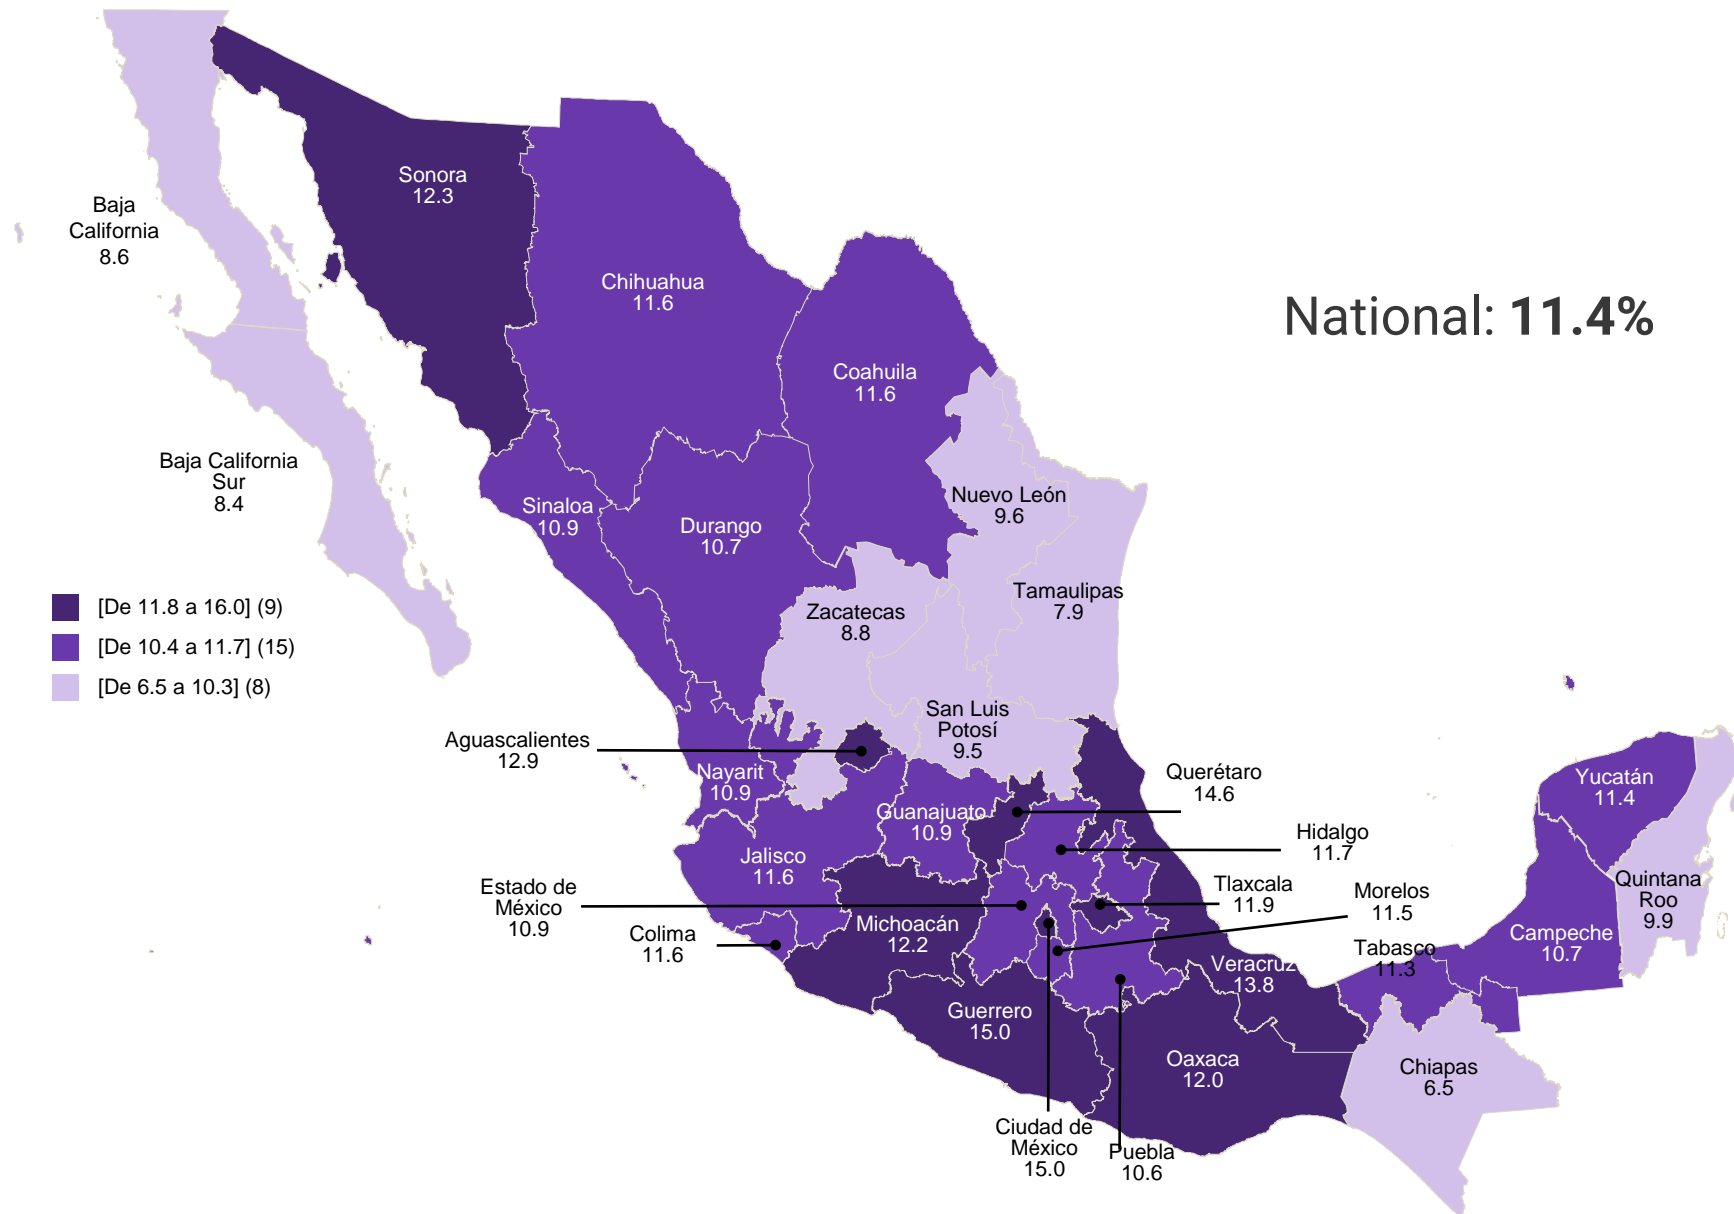 National: 11.4%
Sonora
12.3
Baja
California
8.6
Chihuahua
11.6
Coahuila
11.6
Baja California
Sur
8.4
Sinaloa
10.9
Durango
10.7
Nuevo León
9.6
Tamaulipas
7.9
Zacatecas
8.8
[De 11.8 a 16.0] (9)
[De 10.4 a 11.7] (15)
[De 6.5 a 10.3] (8)
San Luis
Potosí
9.5
Aguascalientes
12.9
Nayarit
10.9
Guanajuato
10.9
Querétaro
14.6
Yucatán
11.4
Hidalgo
11.7
Jalisco
11.6
Estado de
México
10.9
Tlaxcala
11.9
Morelos
11.5
Quintana
Roo
9.9
Colima
11.6
Michoacán
12.2
Campeche
10.7
Tabasco
11.3
Veracruz
13.8
Guerrero
15.0
Oaxaca
12.0
Chiapas
6.5
Ciudad de
México
15.0
Puebla
10.6